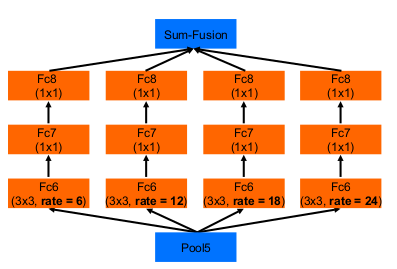 Sum-Fusion
Fc8
(1x1)
Fc8
(1x1)
Fc8
(1x1)
Fc8
(1x1)
Fc7
(1x1)
Fc7
(1x1)
Fc7
(1x1)
Fc7
(1x1)
Fc6
(3x3, rate = 6)
Fc6
(3x3, rate = 12)
Fc6
(3x3, rate = 18)
Fc6
(3x3, rate = 24)
Pool5